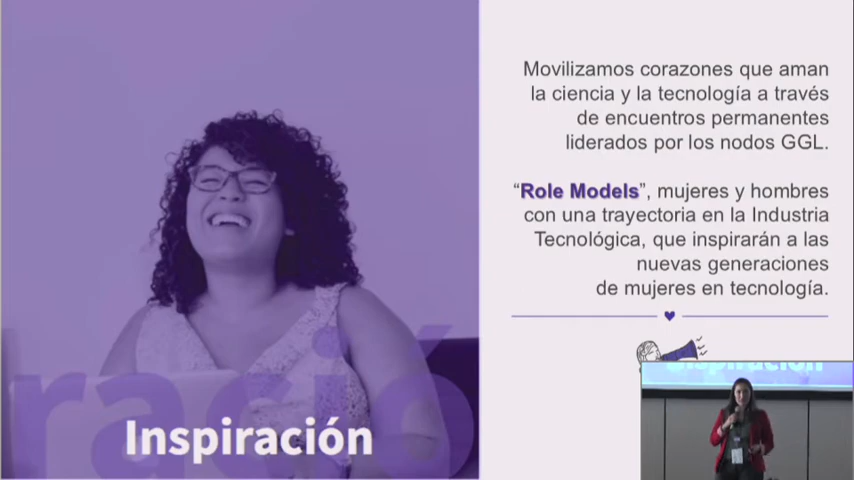 Movilizamos corazones que aman
la ciencia y la tecnología a través
de encuentros permanentes
liderados por los nodos GGL.
“Role Models”, mujeres y hombres
con una trayectoria en la Industria
Tecnológica, que inspirarán a las
nuevas generaciones
de mujeres en tecnología.
ració
Inspiración